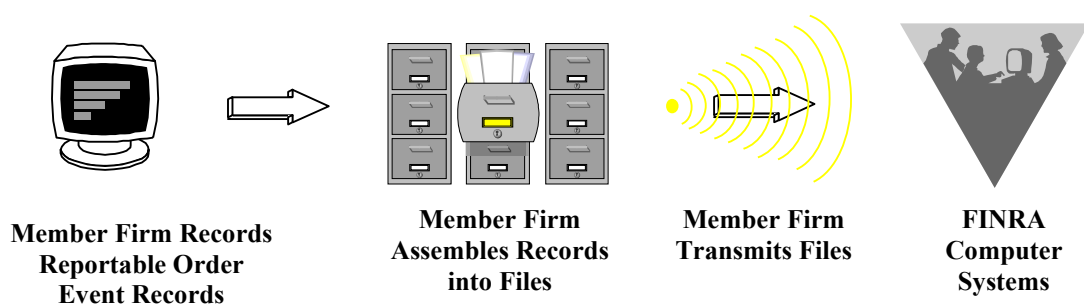 Member Firm Records
Reportable Order
Event Records
Member Firm
Assembles Records
into Files
Member Firm
Transmits Files
FINRA
Computer
Systems